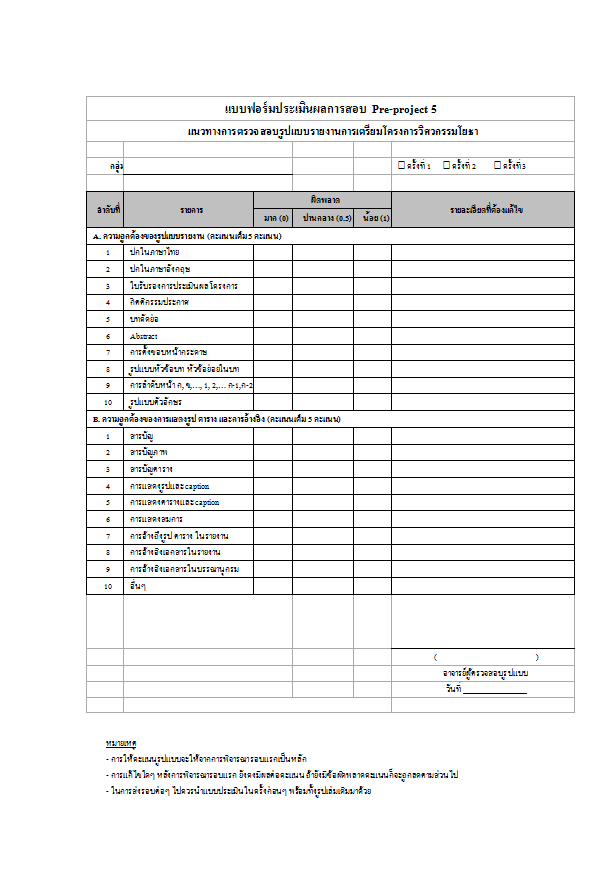 แบบฟอร์มประเมินผลการสอบ Pre-project 5
แนวทางการตรวจสอบรูปแบบรายงานการเตรียมโครงการวิศวกรรมโยธา
กลุ่ม ☐ ครั้งที่ 1 ☐ ครั้งที่ 2 ☐ ครั้งที่3
ลำดับที่ รายการ ผิดพลาด รายละเอียดที่ต้องแก้ไข
มาก (0) ปานกลาง (0.5) น้อย (1)
A. ความถูกต้องของรูปแบบรายงาน (คะแนนเต็ม 5 คะแนน)
1 ปกในภาษาไทย
2 ปกในภาษาอังกฤษ
3 ใบรับรองการประเมินผลโครงการ
4 กิตติกรรมประกาศ
5 บทคัดย่อ
6 Abstract
7 การตั้งขอบหน้ากระดาษ
8 รูปแบบหัวข้อบท หัวข้อย่อยในบท
9 การลำดับหน้า ก, ข,…, 1, 2,… ก-1,ก-2
10 รูปแบบตัวอักษร
B. ความถูกต้องของการแสดงรูป ตาราง และการอ้างอิง (คะแนนเต็ม 5 คะแนน)
1 สารบัญ
2 สารบัญภาพ
3 สารบัญตาราง
4 การแสดงรูปและ caption
5 การแสดงตารางและ caption
6 การแสดงสมการ
7 การอ้างถึงรูป ตาราง ในรายงาน
8 การอ้างอิงเอกสารในรายงาน
9 การอ้างอิงเอกสารในบรรณานุกรม
10 อื่นๆ
( )
อาจารย์ผู้ตรวจสอบรูปแบบ
วันที่ _______________
หมายเหตุ
- การให้คะแนนรูปแบบจะให้จากการพิจารณารอบแรกเป็นหลัก
- การแก้ไขใดๆ หลังการพิจารณารอบแรก ยังคงมีผลต่อคะแนน ถ้ายังมีข้อผิดพลาดคะแนนก็จะถูกลดตามส่วนไป
- ในการส่งรอบต่อๆ ไปควรนำแบบประเมินในครั้งก่อนๆ พร้อมทั้งรูปเล่มเดิมมาด้วย